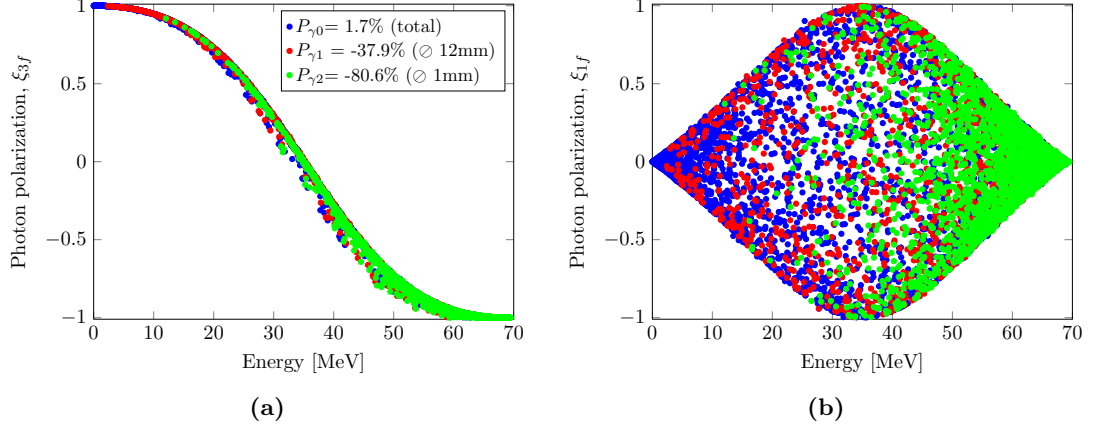 1
0.5
0
−0.5
−1
Photon polarization, ξ3f
0 10 20 30 40 50 60 70
Energy [MeV]
Pγ0= 1.7% (total)
Pγ1 = -37.9% (⊘ 12mm)
Pγ2= -80.6% (⊘ 1mm)
(a)
1
0.5
0
−0.5
−1
Photon polarization, ξ1f
0 10 20 30 40 50 60 70
Energy [MeV]
(b)